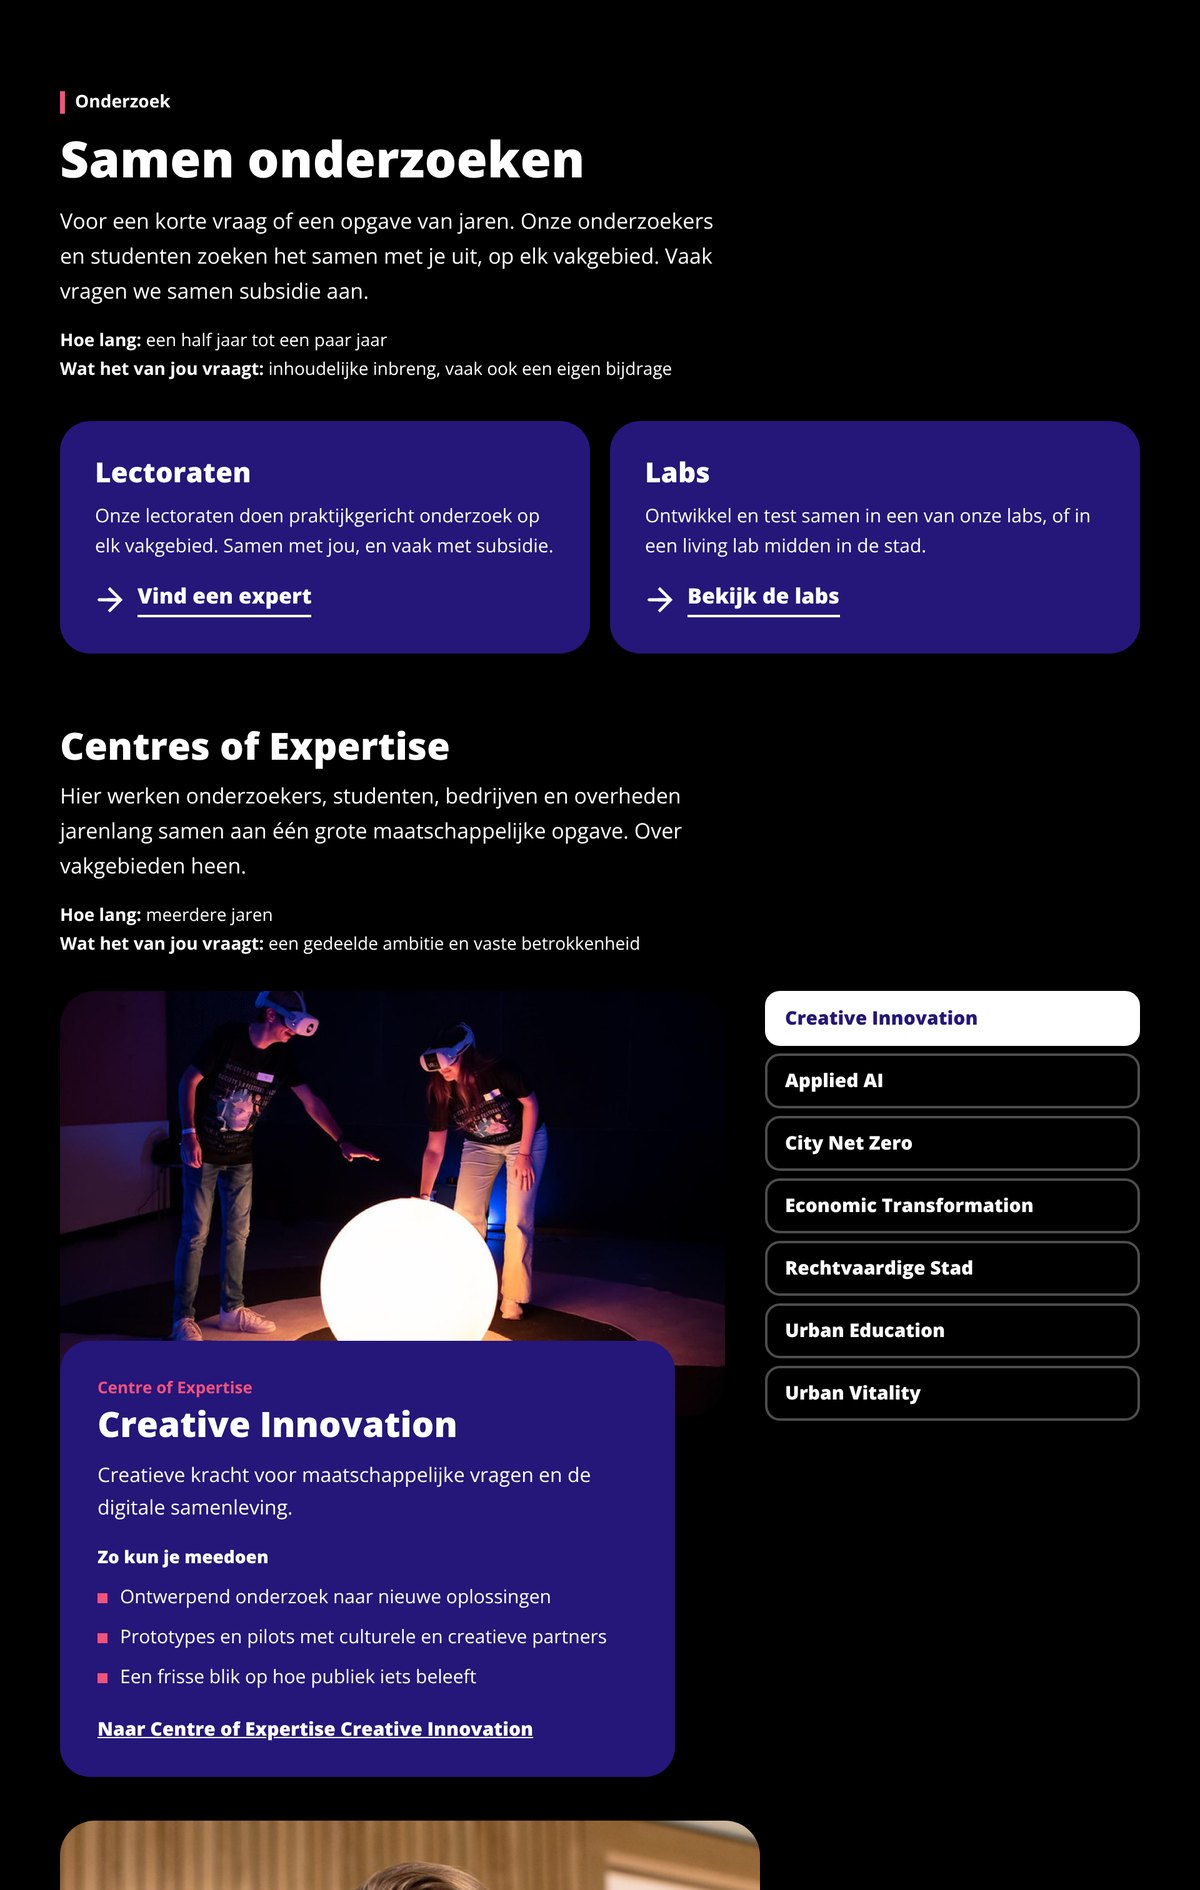 Onderzoek
Samen onderzoeken
Voor een korte vraag of een opgave van jaren. Onze onderzoekers
en studenten zoeken het samen met je uit, op elk vakgebied. Vaak
vragen we samen subsidie aan.
Hoe lang: een half jaar tot een paar jaar
Wat het van jou vraagt: inhoudelijke inbreng, vaak ook een eigen bijdrage
Lectoraten
Onze lectoraten doen praktijkgericht onderzoek op
elk vakgebied. Samen met jou, en vaak met subsidie.
Vind een expert
Labs
Ontwikkel en test samen in een van onze labs, of in
een living lab midden in de stad.
Bekijk de labs
Centres of Expertise
Hier werken onderzoekers, studenten, bedrijven en overheden
jarenlang samen aan één grote maatschappelijke opgave. Over
vakgebieden heen.
Hoe lang: meerdere jaren
Wat het van jou vraagt: een gedeelde ambitie en vaste betrokkenheid
Creative Innovation
Applied AI
City Net Zero
Economic Transformation
Rechtvaardige Stad
Urban Education
Urban Vitality
Centre of Expertise
Creative Innovation
Creatieve kracht voor maatschappelijke vragen en de
digitale samenleving.
Zo kun je meedoen
Ontwerpend onderzoek naar nieuwe oplossingen
Prototypes en pilots met culturele en creatieve partners
Een frisse blik op hoe publiek iets beleeft
Naar Centre of Expertise Creative Innovation